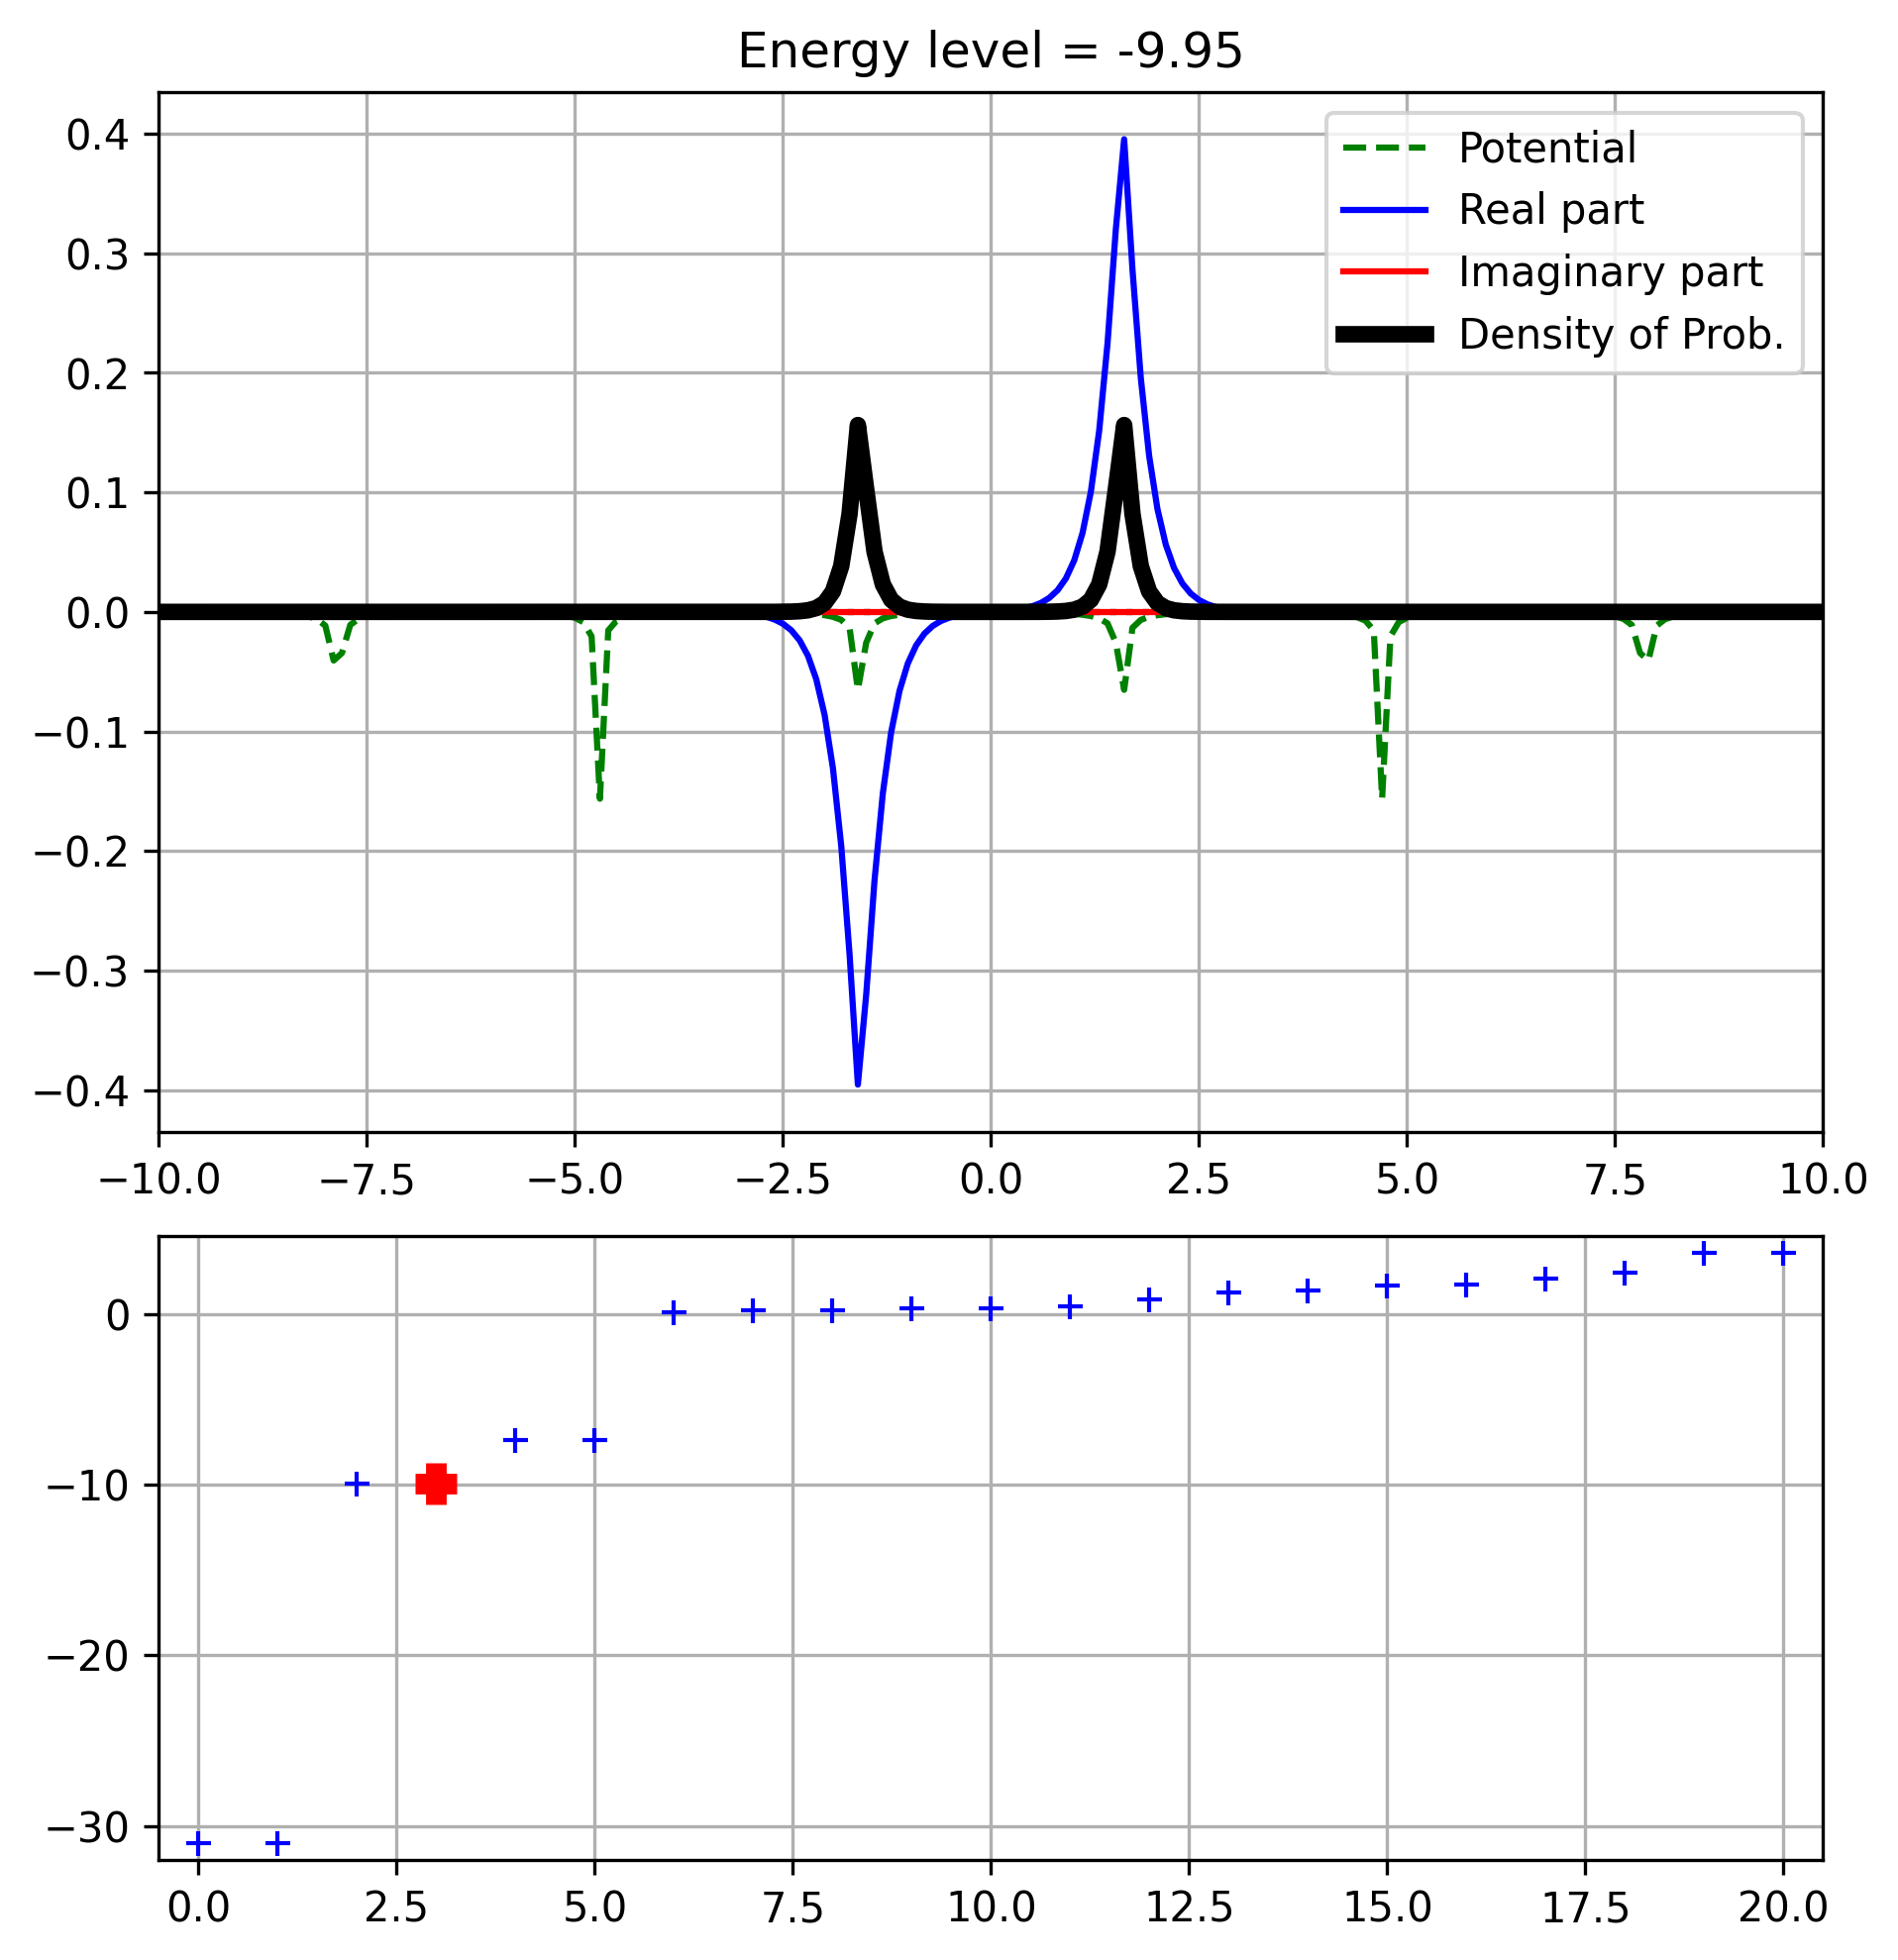 Energy level = -9.95
0.4
0.3
0.2
0.1
0.0
−0.1
−0.2
−0.3
−0.4
Potential
Real part
Imaginary part
Density of Prob.
−10.0 −7.5 −5.0 −2.5 0.0 2.5 5.0 7.5 10.0
0
−10
−20
−30
0.0 2.5 5.0 7.5 10.0 12.5 15.0 17.5 20.0